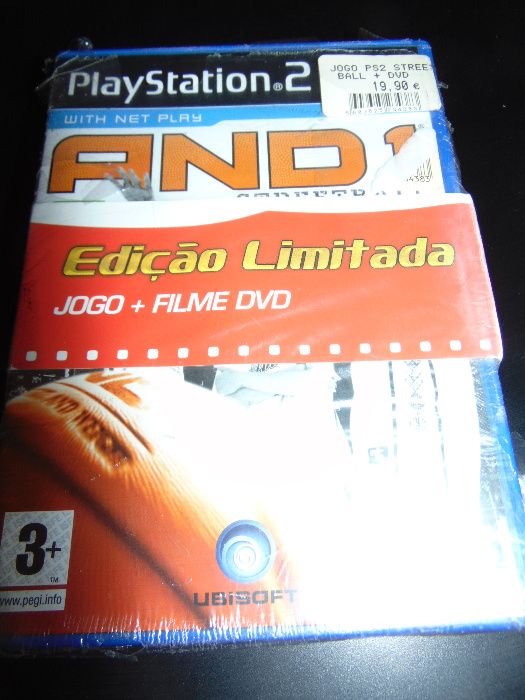 PlayStation®2
JOGO PS2 STREE
BALL + DVD
19,90 €
WITH NET PLAY
AND 1
Edição Limitada
JOGO + FILME DVD
3+
www.pegi.info
UBISOFT